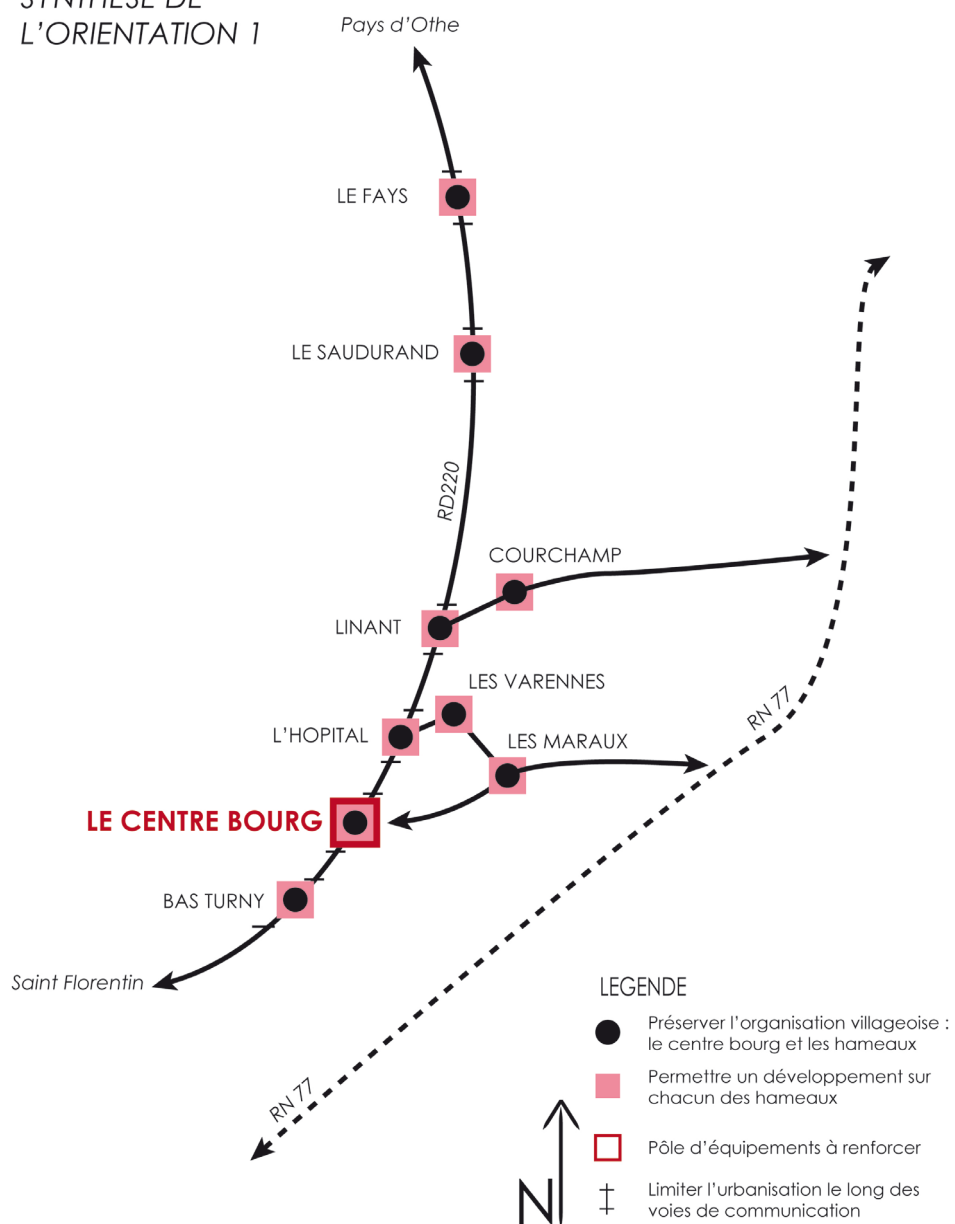 SYNTHESE DE
L'ORIENTATION 1
Pays d'Othe
LE FAYS
LE SAUDURAND
RD220
COURCHAMP
LINANT
LES VARENNES
L'HOPITAL
LES MARAUX
RN 77
LE CENTRE BOURG
BAS TURNY
Saint Florentin
RN 77
LEGENDE
Préserver l'organisation villageoise :
le centre bourg et les hameaux
Permettre un développement sur
chacun des hameaux
Pôle d'équipements à renforcer
Limiter l'urbanisation le long des
voies de communication
N